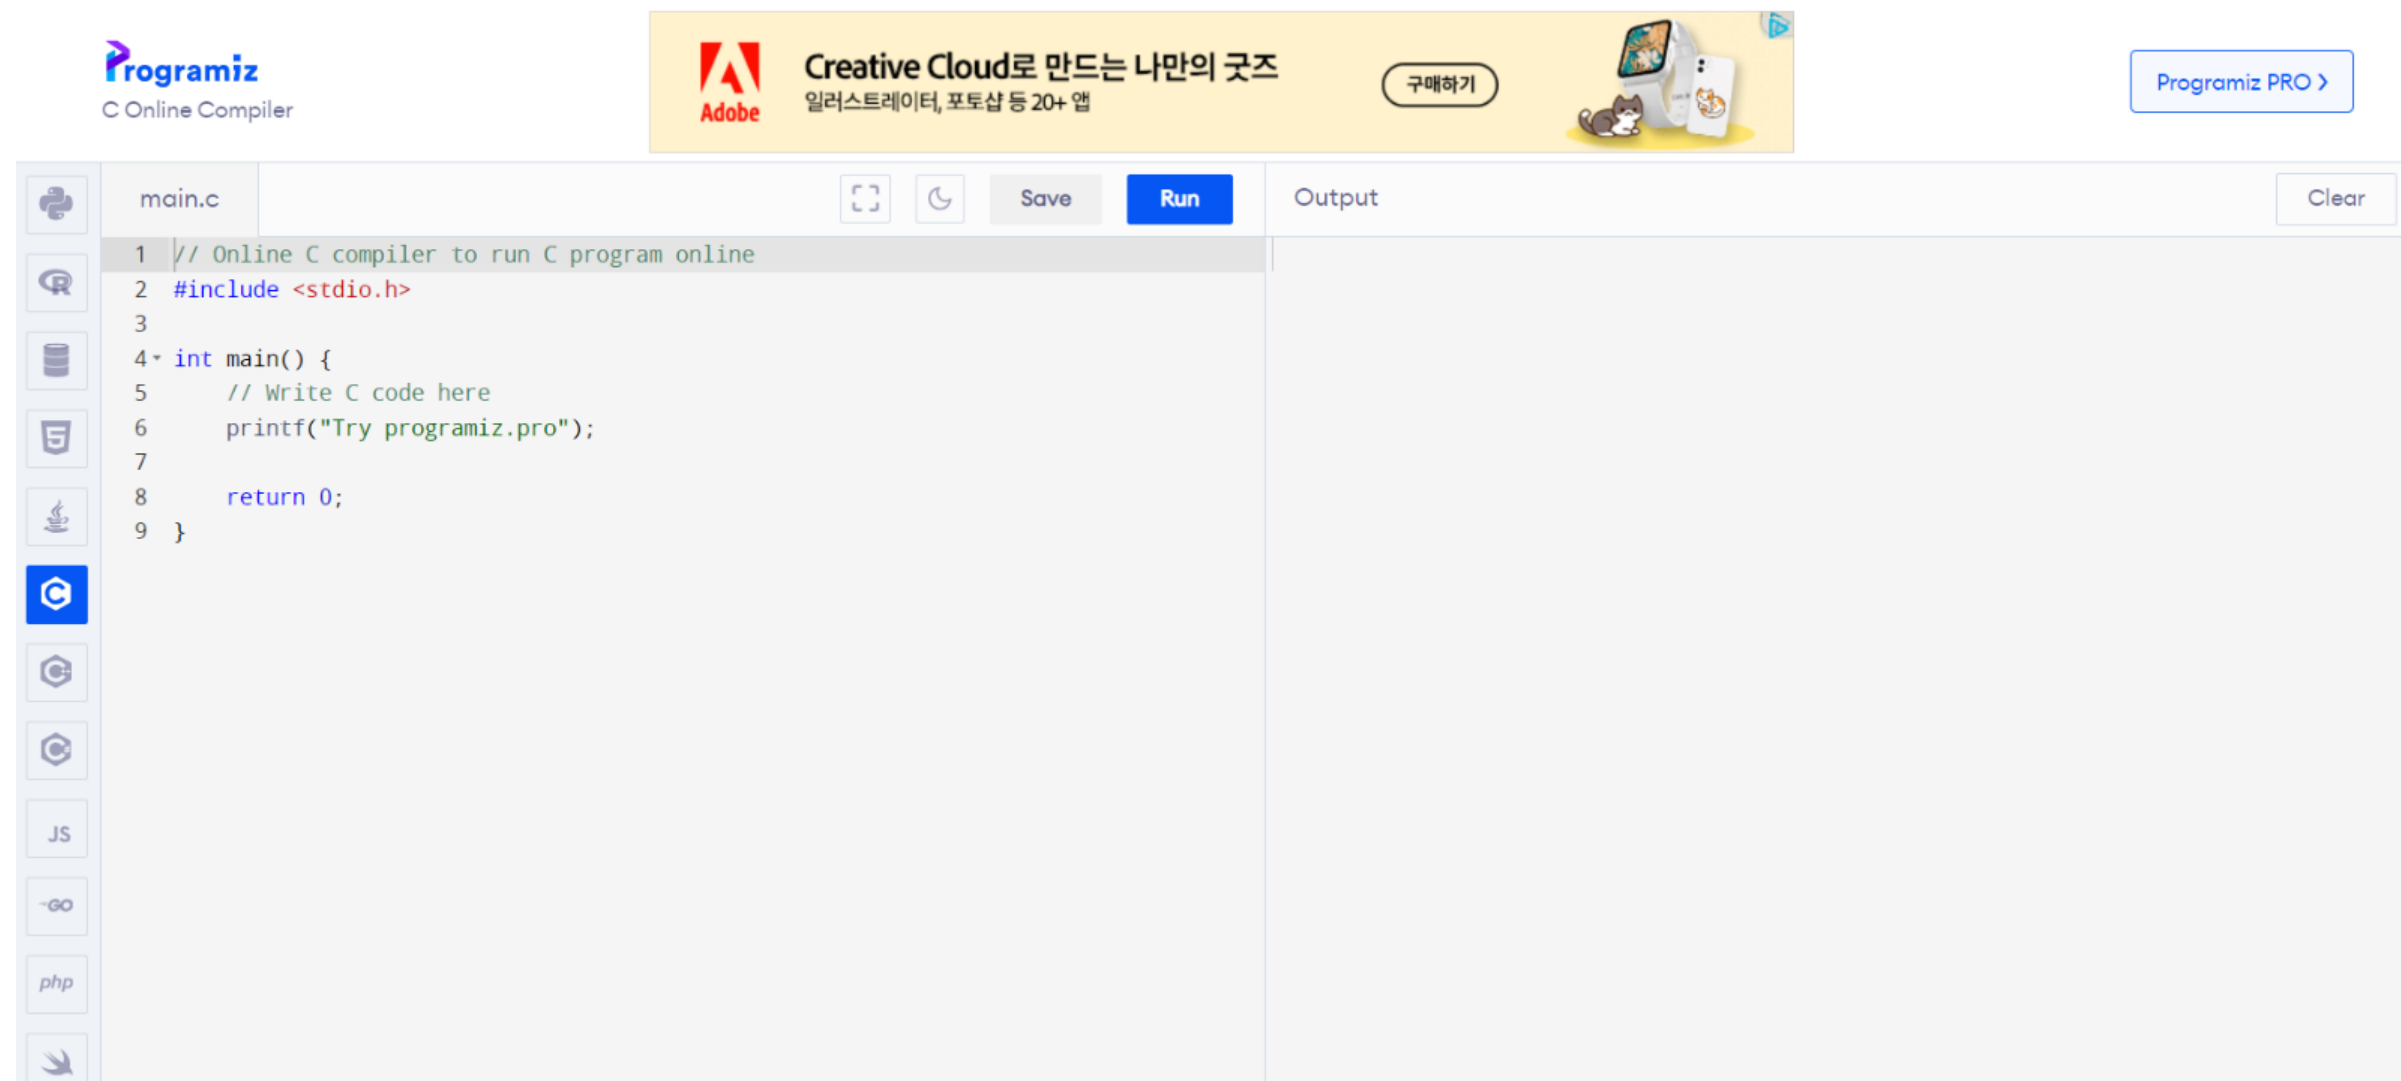 Programiz
C Online Compiler
Adobe
Creative Cloud로 만드는 나만의 굿즈
일러스트레이터, 포토샵 등 20+ 앱
구매하기
Programiz PRO >
main.c
Save
Run
Output
Clear
1 // Online C compiler to run C program online
2 #include <stdio.h>
3
4 int main() {
5 // Write C code here
6 printf("Try programiz.pro");
7
8 return 0;
9 }
JS
GO
php